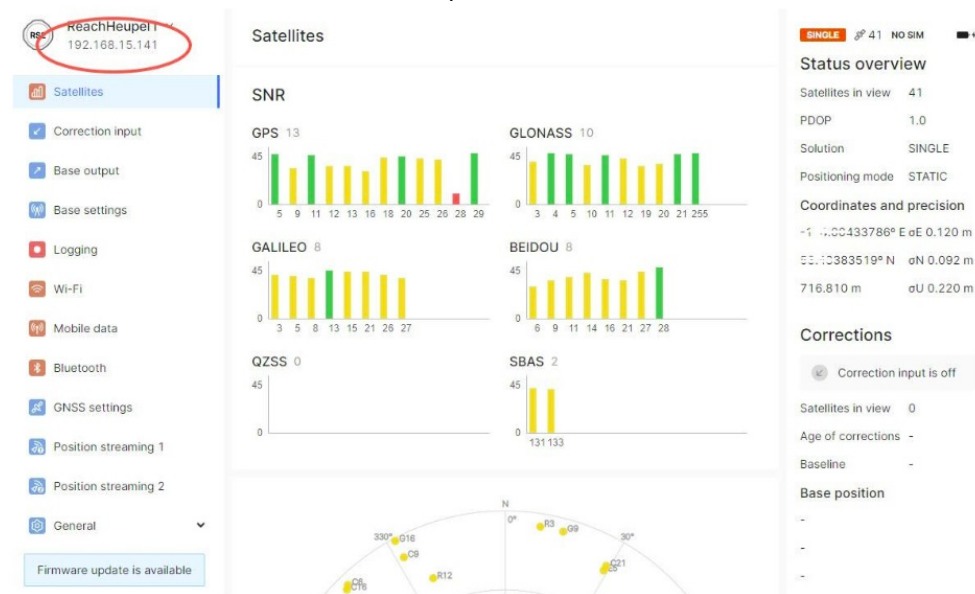 RS2
ReachHeupel1
192.168.15.141
Satellites
Correction input
Base output
Base settings
Logging
Wi-Fi
Mobile data
Bluetooth
GNSS settings
Position streaming 1
Position streaming 2
General
Firmware update is available
Satellites
SNR
GPS 13
45
0
5 9 11 12 13 16 18 20 25 26 28 29
GLONASS 10
45
0
3 4 5 10 11 12 19 20 21 255
GALILEO 8
45
0
3 5 8 13 15 21 26 27
BEIDOU 8
45
0
6 9 11 14 16 21 27 28
QZSS 0
45
0
SBAS 2
45
0
131 133
N
0°
330°
30°
G16
R3
G9
C9
C21
R12
C6
SINGLE 41 NO SIM
Status overview
Satellites in view 41
PDOP 1.0
Solution SINGLE
Positioning mode STATIC
Coordinates and precision
433786° E σE 0.120 m
383519° N σN 0.092 m
716.810 m σU 0.220 m
Corrections
Correction input is off
Satellites in view 0
Age of corrections -
Baseline -
Base position
-
-
-